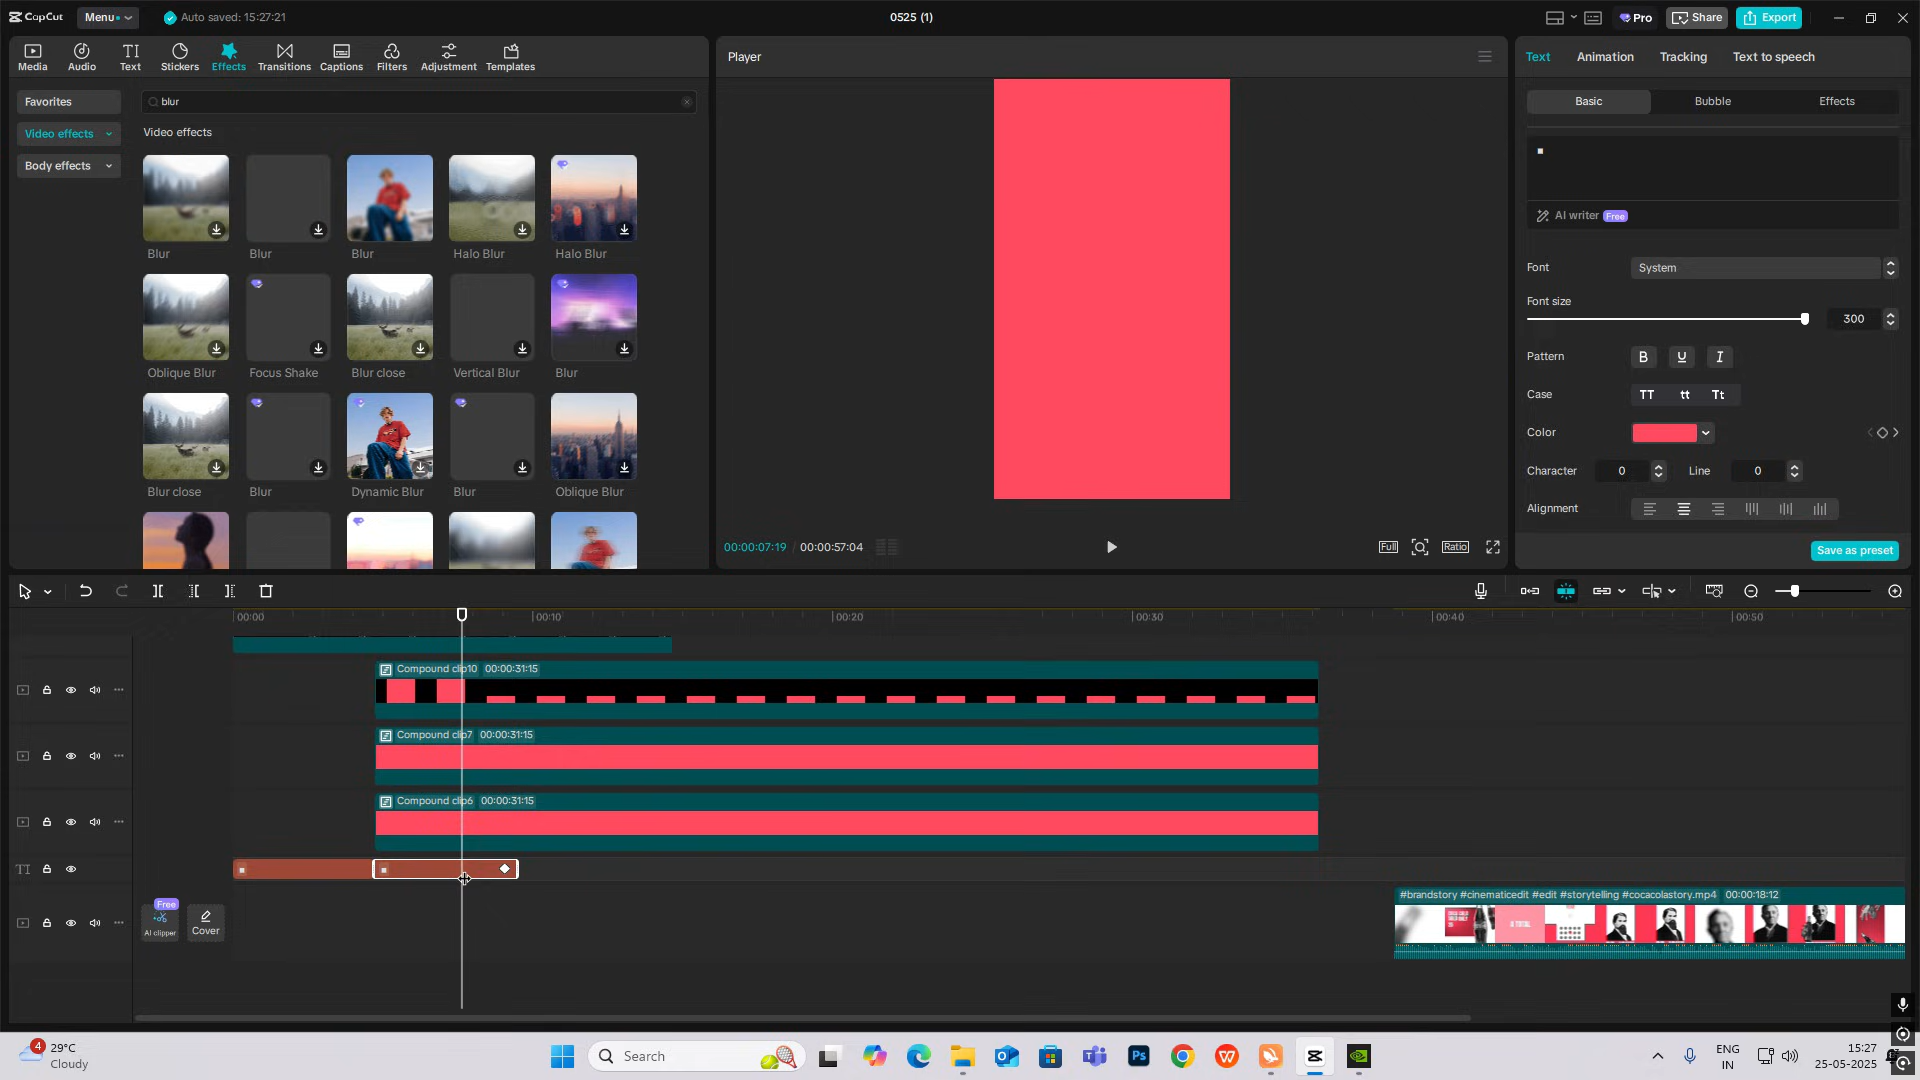 CapCut
Menu
Auto saved: 15:27:21
0525 (1)
Pro
Share
Export
Media
Audio
TI
Text
Stickers
Effects
Transitions
Captions
Filters
Adjustment
Templates
Player
Text
Animation
Tracking
Text to speech
Favorites
Video effects
Body effects
blur
Video effects
Blur
Blur
Blur
Halo Blur
Halo Blur
Oblique Blur
Focus Shake
Blur close
Vertical Blur
Blur
Blur close
Blur
Dynamic Blur
Blur
Oblique Blur
00:00:07:19 / 00:00:57:04
Full
Ratio
Basic
Bubble
Effects
AI writer Free
Font
System
Font size
300
Pattern
B U I
Case
TT tt Tt
Color
Character
0
Line
0
Alignment
Save as preset
00:00
00:10
00:20
00:30
00:40
00:50
Compound clip10 00:00:31:15
Compound clip7 00:00:31:15
Compound clip6 00:00:31:15
TI
Free
AI clipper
Cover
#brandstory #cinematicedit #edit #storytelling #cocacolastory.mp4 00:00:18:12
4
29°C
Cloudy
Search
Ps
ENG
IN
15:27
25-05-2025